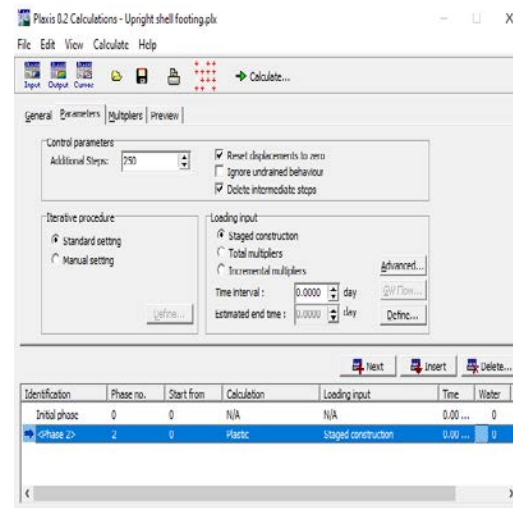 Plaxis 8.2 Calculations - Upright shell footing.plx
File Edit View Calculate Help
Input Output Curves Calculate...
General Parameters Multipliers Preview
Control parameters
Additional Steps: 250
Reset displacements to zero
Ignore undrained behaviour
Delete intermediate steps
Iterative procedure
Standard setting
Manual setting
Define...
Loading input
Staged construction
Total multipliers
Incremental multipliers
Advanced...
Time interval : 0.0000 day
GW Flow...
Estimated end time : 0.0000 day
Define...
Next Insert Delete...
Identification Phase no. Start from Calculation Loading input Time Water
Initial phase 0 0 N/A N/A 0.00 ... 0
<Phase 2> 2 0 Plastic Staged construction 0.00 ... 0